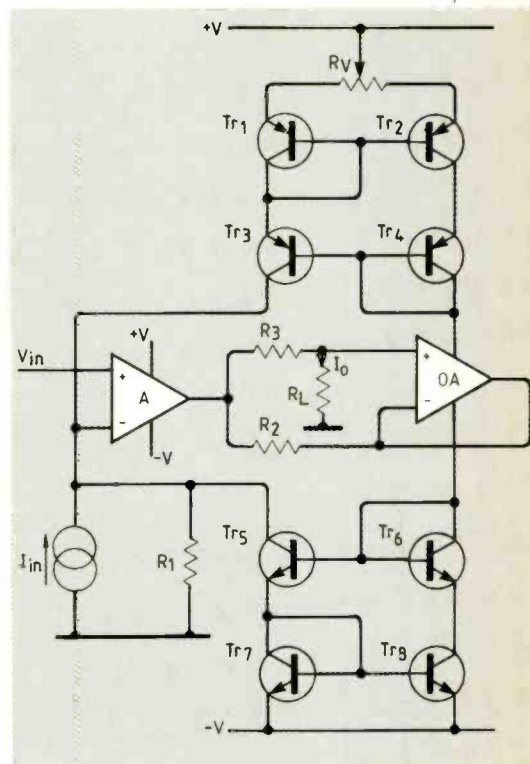 +V
RV
Tr1
Tr2
Tr3
Tr4
+V
Vin
+
A
-
-V
R3
Io
RL
R2
+
OA
-
Iin
R1
Tr5
Tr6
Tr7
Tr8
-V